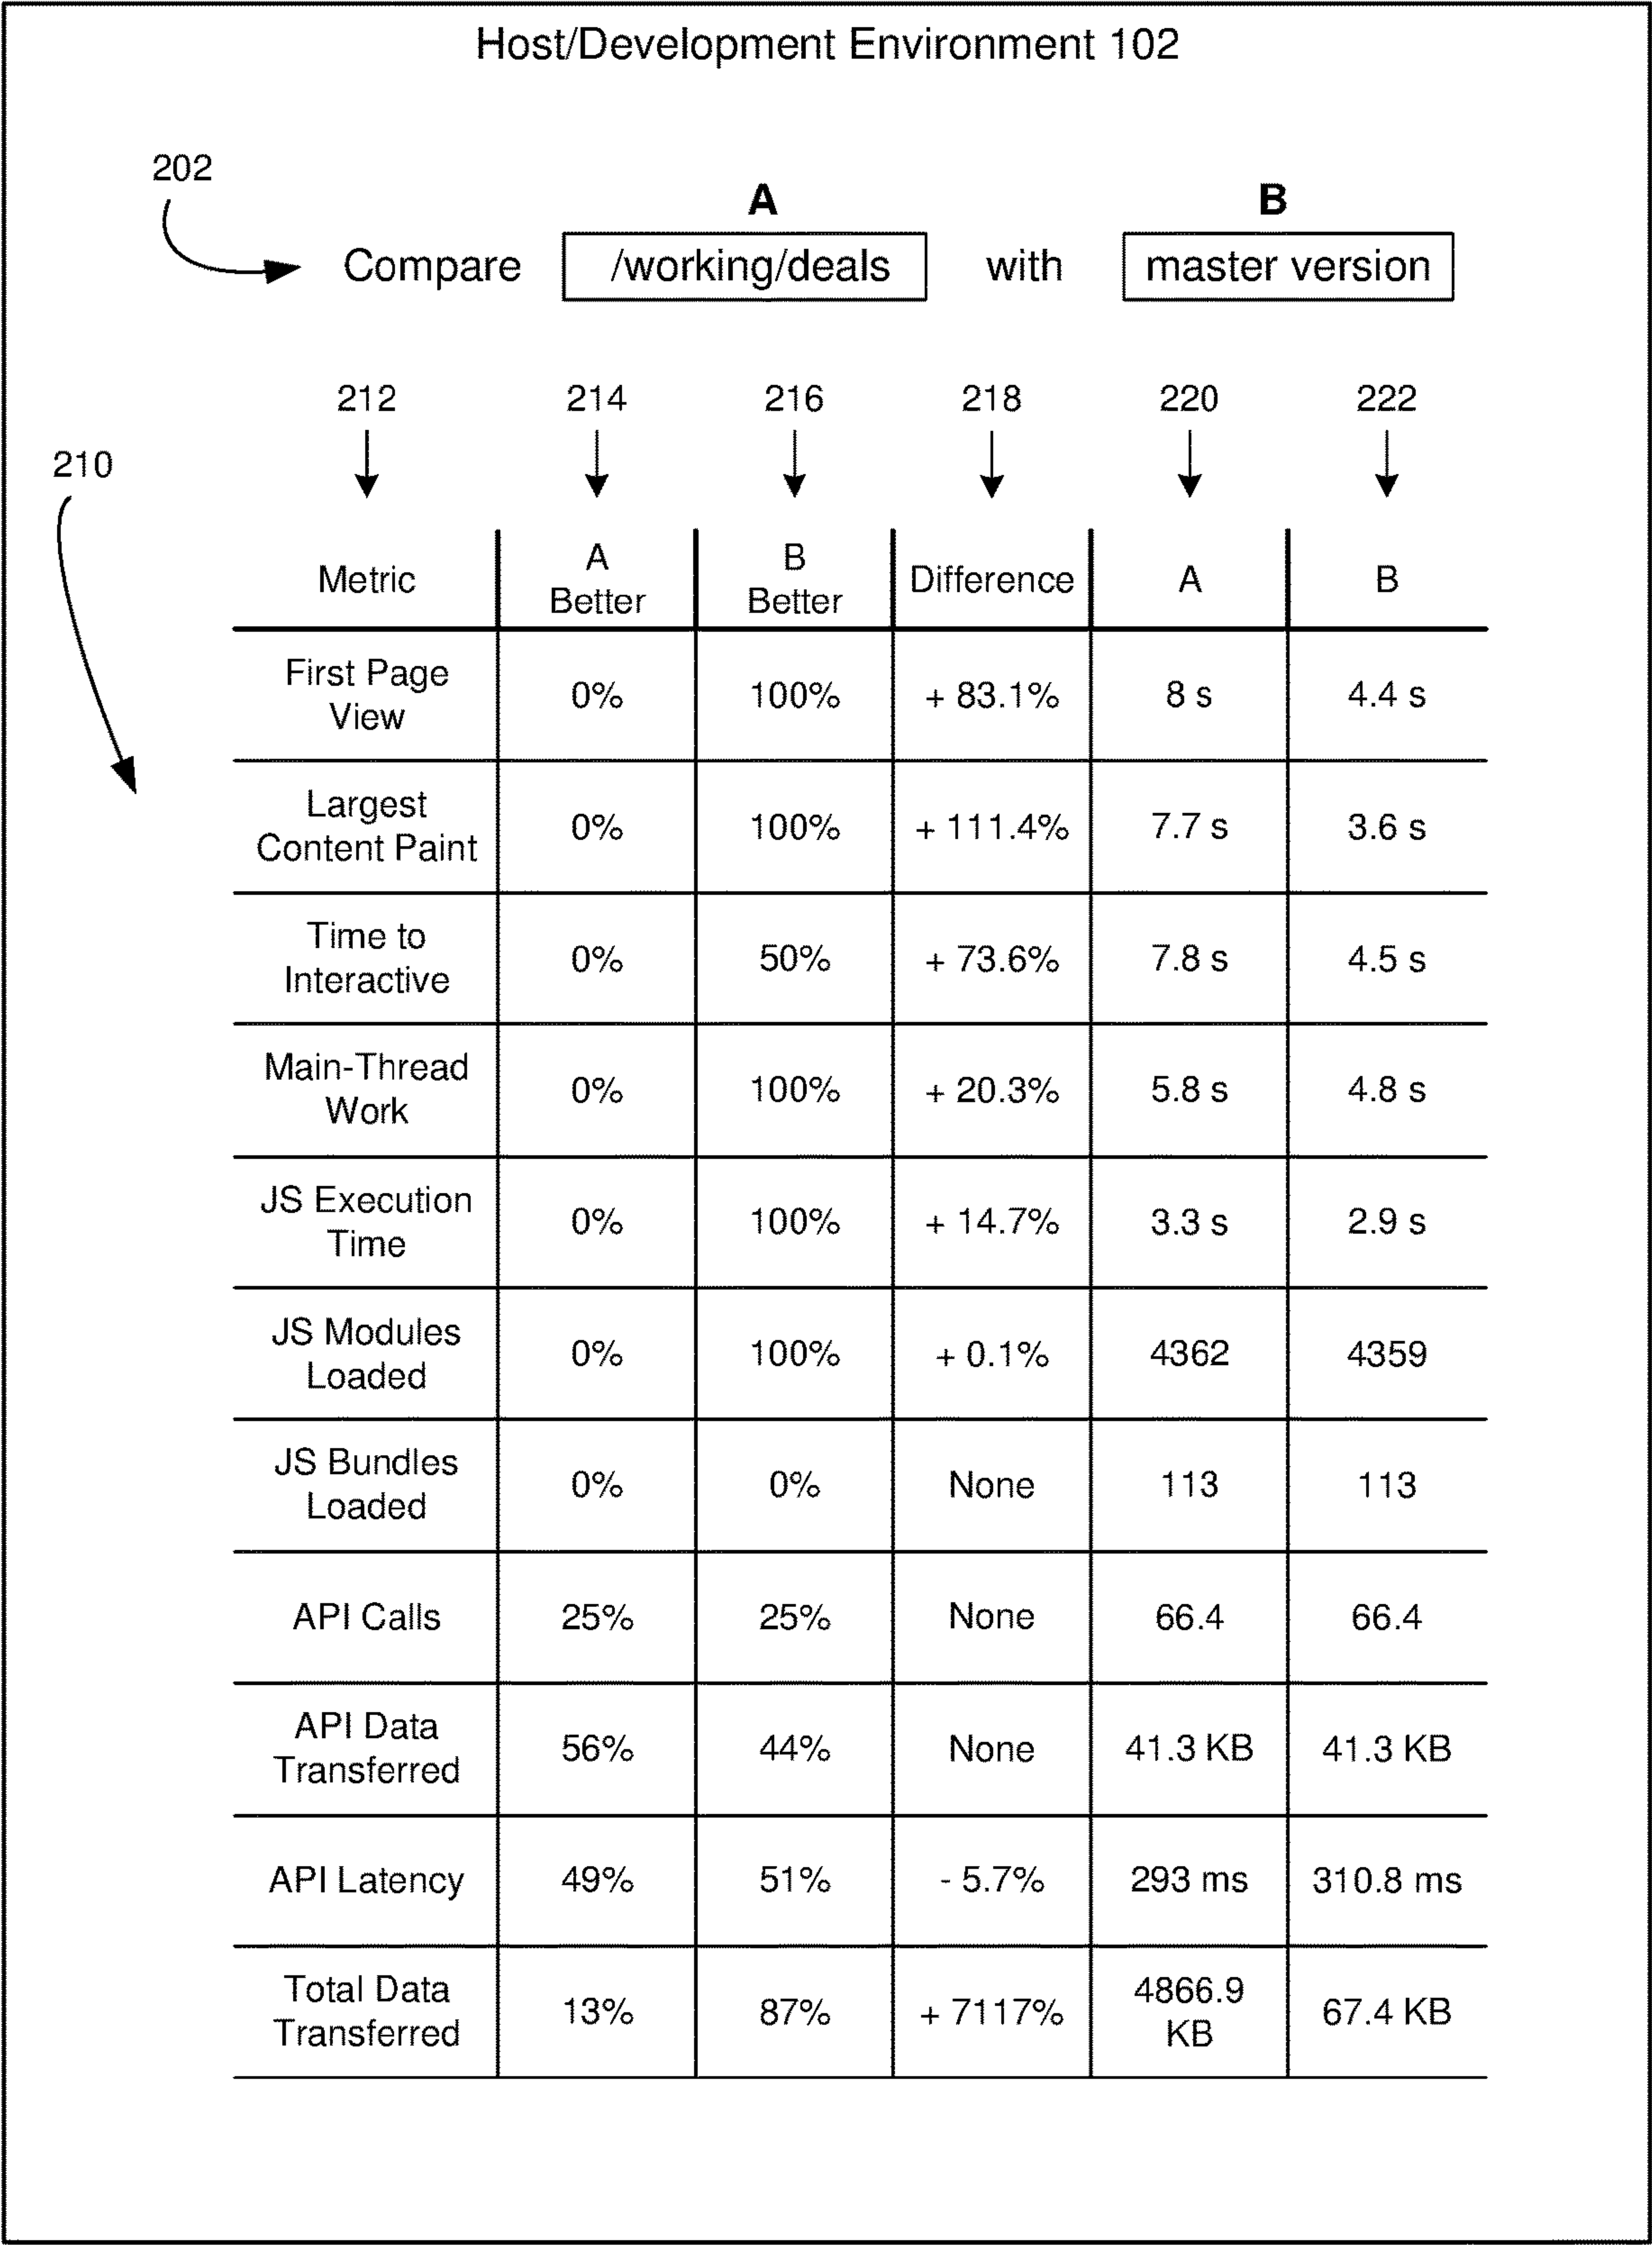 Host/Development Environment 102
202
A B
Compare /working/deals with master version
212 214 216 218 220 222
210
Metric A Better B Better Difference A B
First Page View 0% 100% + 83.1% 8 s 4.4 s
Largest Content Paint 0% 100% + 111.4% 7.7 s 3.6 s
Time to Interactive 0% 50% + 73.6% 7.8 s 4.5 s
Main-Thread Work 0% 100% + 20.3% 5.8 s 4.8 s
JS Execution Time 0% 100% + 14.7% 3.3 s 2.9 s
JS Modules Loaded 0% 100% + 0.1% 4362 4359
JS Bundles Loaded 0% 0% None 113 113
API Calls 25% 25% None 66.4 66.4
API Data Transferred 56% 44% None 41.3 KB 41.3 KB
API Latency 49% 51% - 5.7% 293 ms 310.8 ms
Total Data Transferred 13% 87% + 7117% 4866.9 KB 67.4 KB